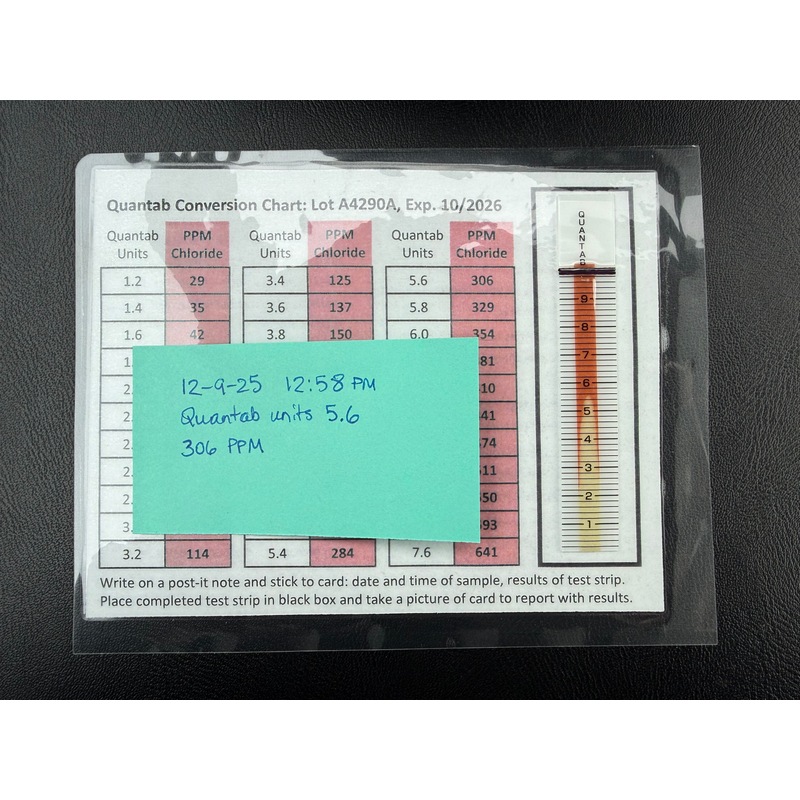 Quantab Conversion Chart: Lot A4290A, Exp. 10/2026
Quantab Units PPM Chloride Quantab Units PPM Chloride Quantab Units PPM Chloride
1.2 29 3.4 125 5.6 306
1.4 35 3.6 137 5.8 329
1.6 42 3.8 150 6.0 354
12-9-25 12:58 PM
Quantab units 5.6
306 PPM
3.2 114 5.4 284 7.6 641
Write on a post-it note and stick to card: date and time of sample, results of test strip.
Place completed test strip in black box and take a picture of card to report with results.
QUANTAB
9
8
7
6
5
4
3
2
1